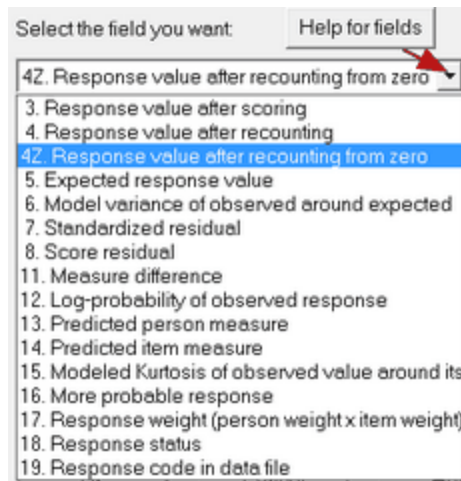 Select the field you want:
Help for fields
4Z. Response value after recounting from zero
3. Response value after scoring
4. Response value after recounting
4Z. Response value after recounting from zero
5. Expected response value
6. Model variance of observed around expected
7. Standardized residual
8. Score residual
11. Measure difference
12. Log-probability of observed response
13. Predicted person measure
14. Predicted item measure
15. Modeled Kurtosis of observed value around its
16. More probable response
17. Response weight (person weight x item weight)
18. Response status
19. Response code in data file